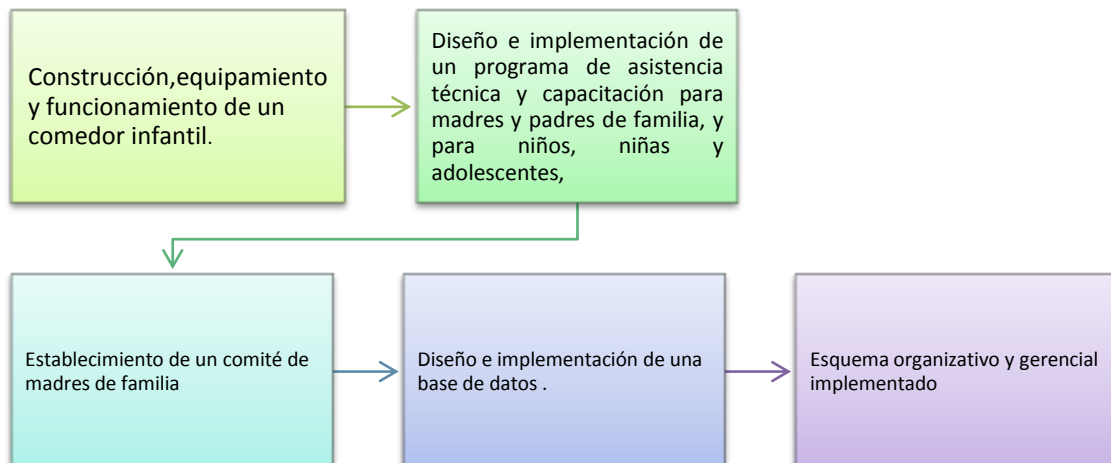 Construcción,equipamiento
y funcionamiento de un
comedor infantil.
Diseño e implementación de
un programa de asistencia
técnica y capacitación para
madres y padres de familia, y
para niños, niñas y
adolescentes,
Establecimiento de un comité de
madres de familia
Diseño e implementación de una
base de datos .
Esquema organizativo y gerencial
implementado